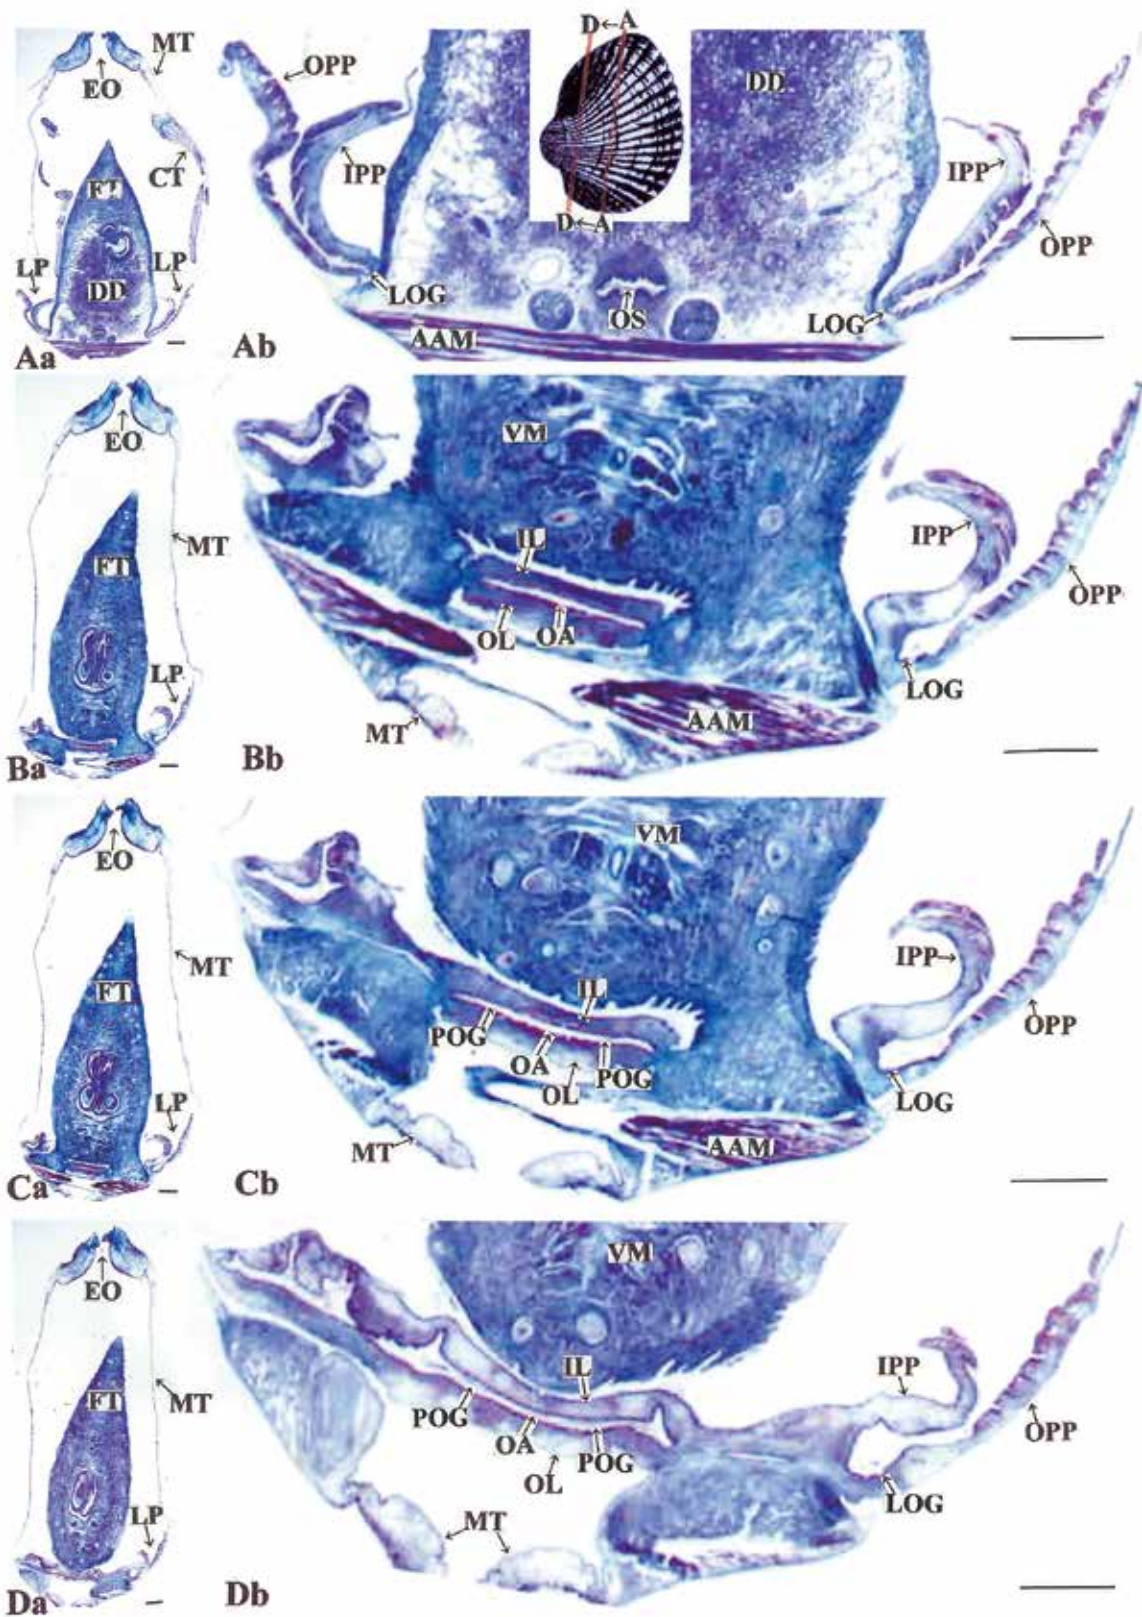 MT
EO
CT
FT
LP
LP
DD
Aa
OPP
IPP
D←A
DD
D←A
IPP
OPP
LOG
OS
LOG
AAM
Ab
EO
MT
FT
LP
Ba
VM
IL
OL
OA
IPP
OPP
LOG
MT
AAM
Bb
EO
MT
FT
LP
Ca
VM
IPP
IL
POG
OA
POG
OL
OPP
LOG
MT
AAM
Cb
EO
MT
FT
LP
Da
VM
IL
IPP
POG
OA
POG
OL
OPP
LOG
MT
Db